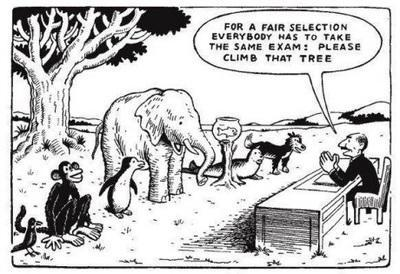 FOR A FAIR SELECTION
EVERYBODY HAS TO TAKE
THE SAME EXAM: PLEASE
CLIMB THAT TREE